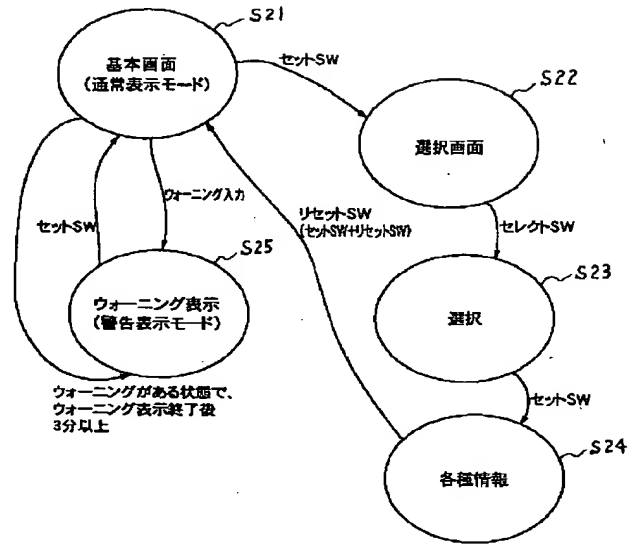 S21
基本画面
(通常表示モード)
セットSW
S22
選択画面
ウォーニング入力
リセットSW
(セットSW+リセットSW)
セットSW
セレクトSW
S25
S23
ウォーニング表示
(警告表示モード)
選択
ウォーニングがある状態で、
ウォーニング表示終了後
3分以上
セットSW
S24
各種情報